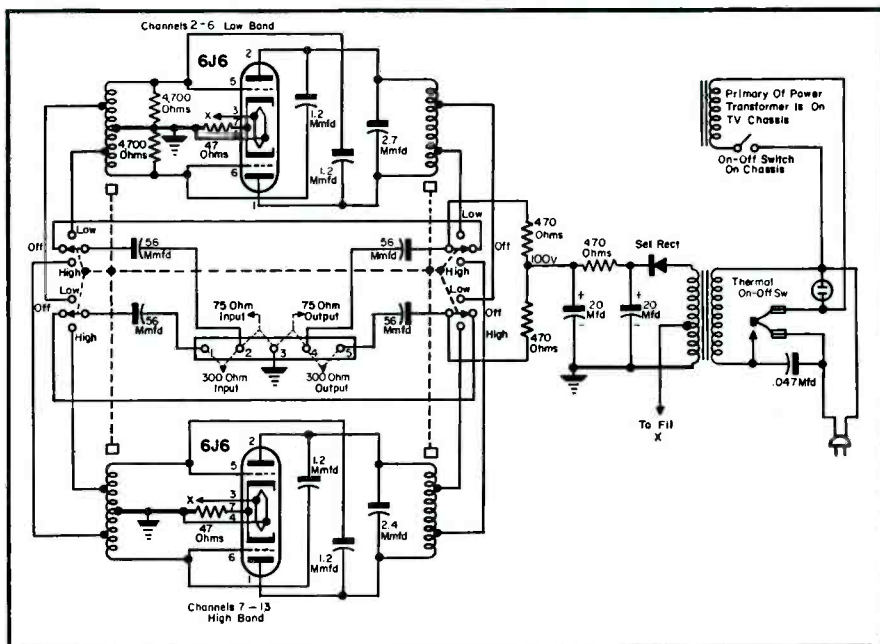 Channels 2-6 Low Band
6J6
2
5
4,700
Ohms
X
3
7
4,700
Ohms
47
Ohms
6
1
1.2
Mmfd
1.2
Mmfd
2.7
Mmfd
Primary Of Power
Transformer Is On
TV Chassis
On-Off Switch
On Chassis
Low
Off
High
Low
Off
High
56
Mmfd
56
Mmfd
75 Ohm
Input
75 Ohm
Output
56
Mmfd
56
Mmfd
1
2
3
4
5
300 Ohm
Input
300 Ohm
Output
Low
Off
High
Low
Off
High
470
Ohms
100V
470
Ohms
470
Ohms
Sel Rect
+
20
Mfd
-
+
20
Mfd
-
Thermal
On-Off Sw
.047 Mfd
To Fil
X
6J6
2
5
X
3
7
4
47
Ohms
6
1
1.2
Mmfd
1.2
Mmfd
2.4
Mmfd
Channels 7-13
High Band